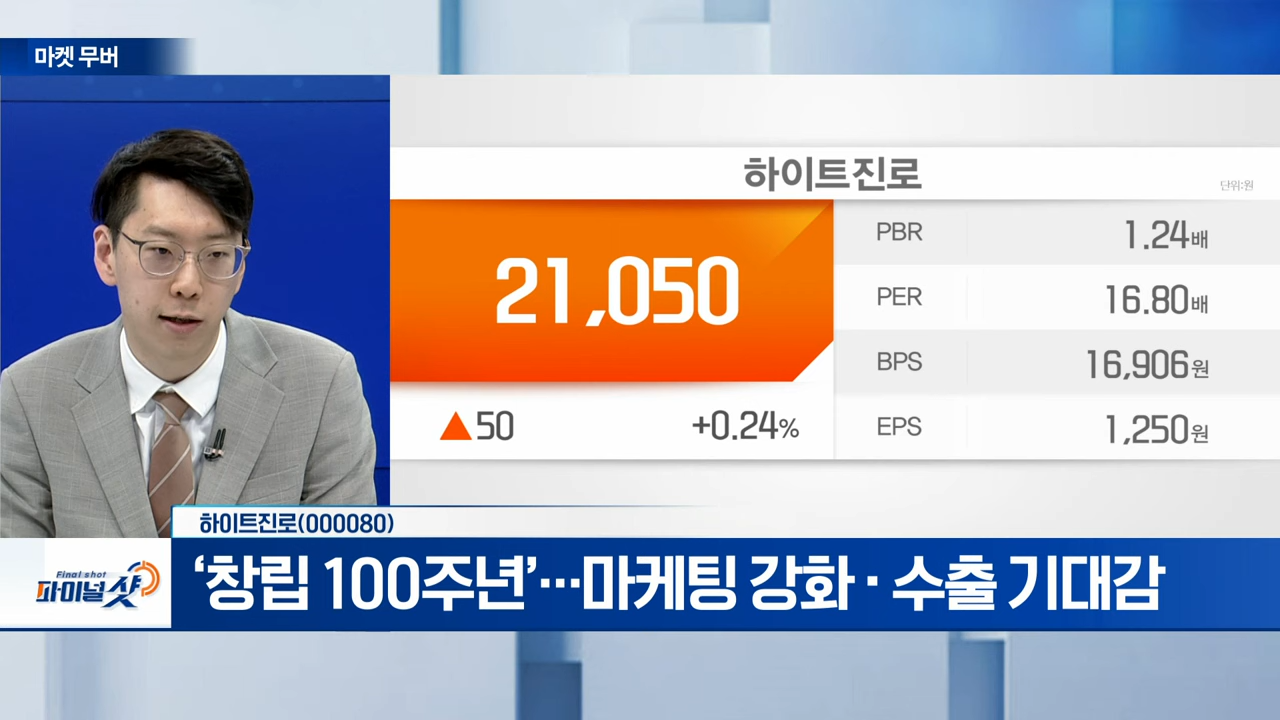 마켓 무버
하이트진로
단위:원
21,050
▲50 +0.24%
PBR 1.24배
PER 16.80배
BPS 16,906원
EPS 1,250원
하이트진로(000080)
Final shot
파이널샷
‘창립 100주년’…마케팅 강화·수출 기대감